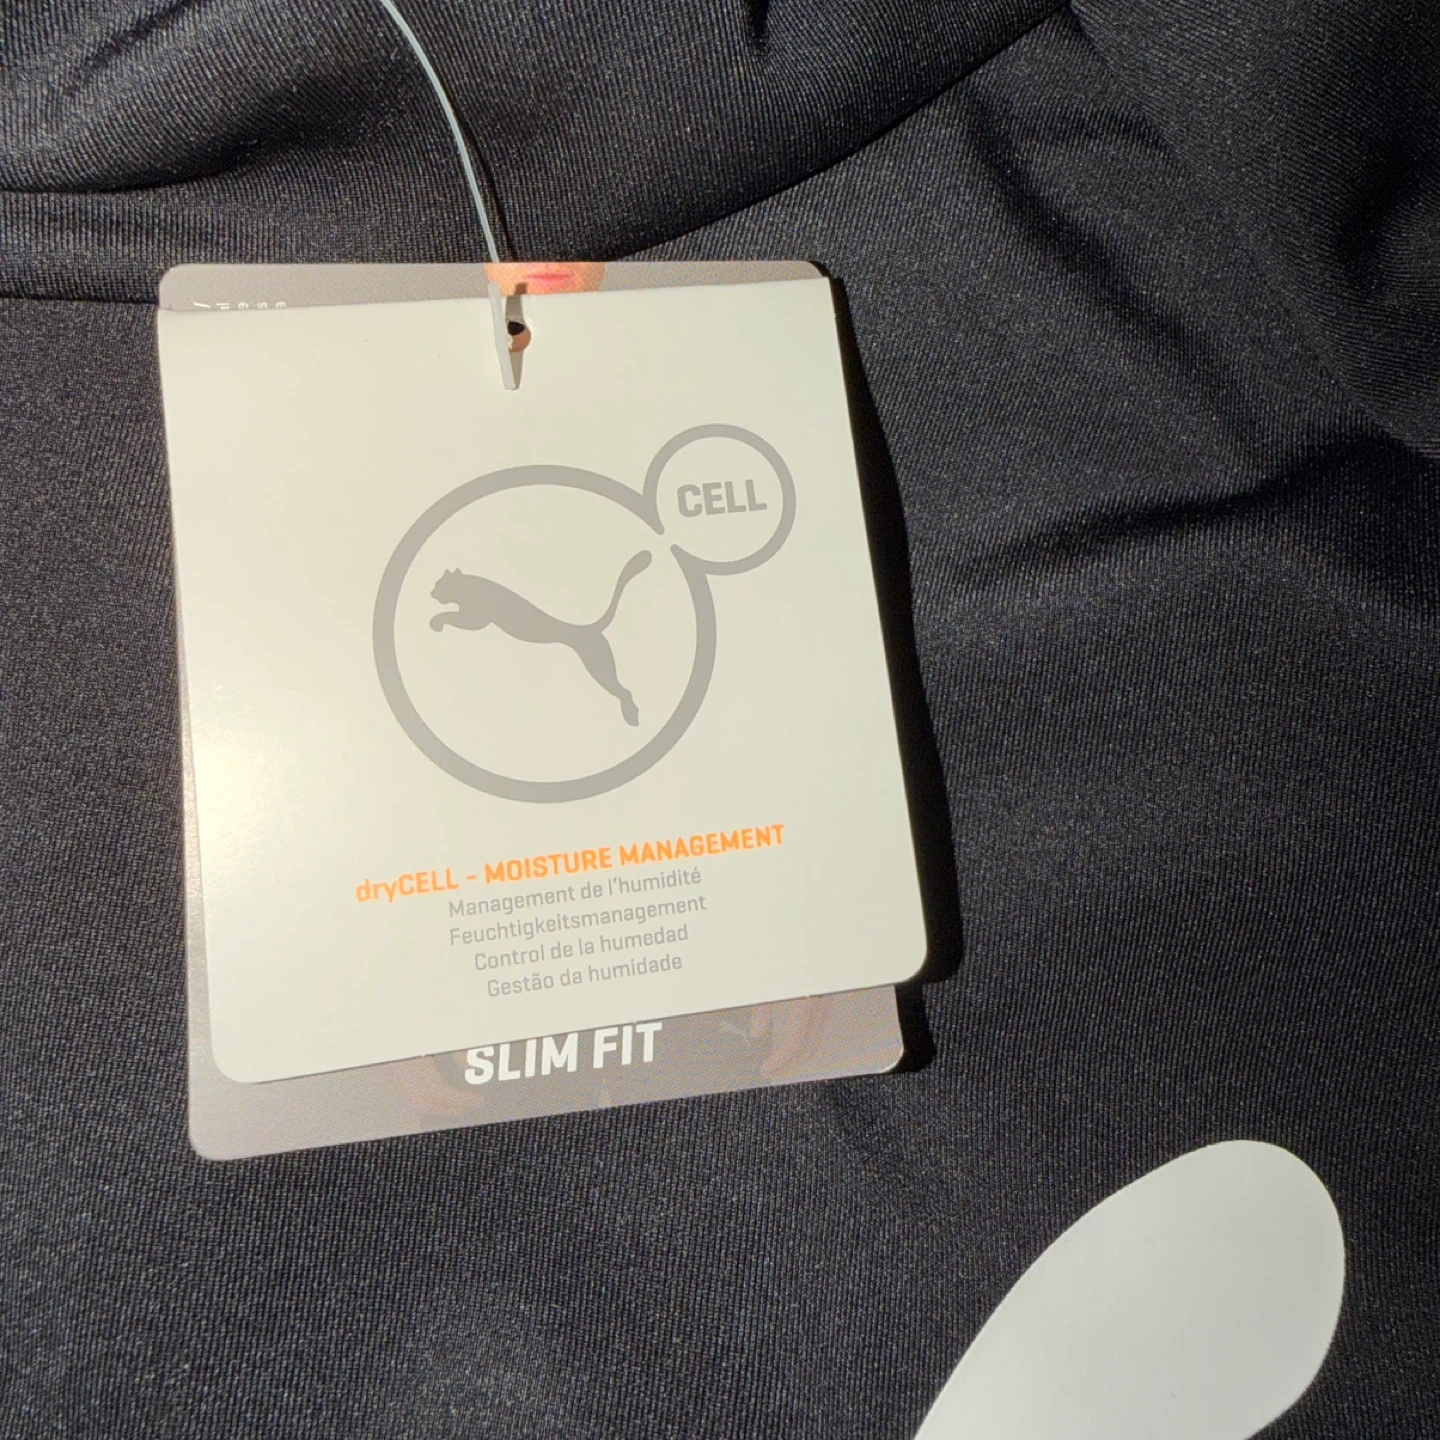 CELL
dryCELL - MOISTURE MANAGEMENT
Management de l'humidité
Feuchtigkeitsmanagement
Control de la humedad
Gestão da humidade
SLIM FIT